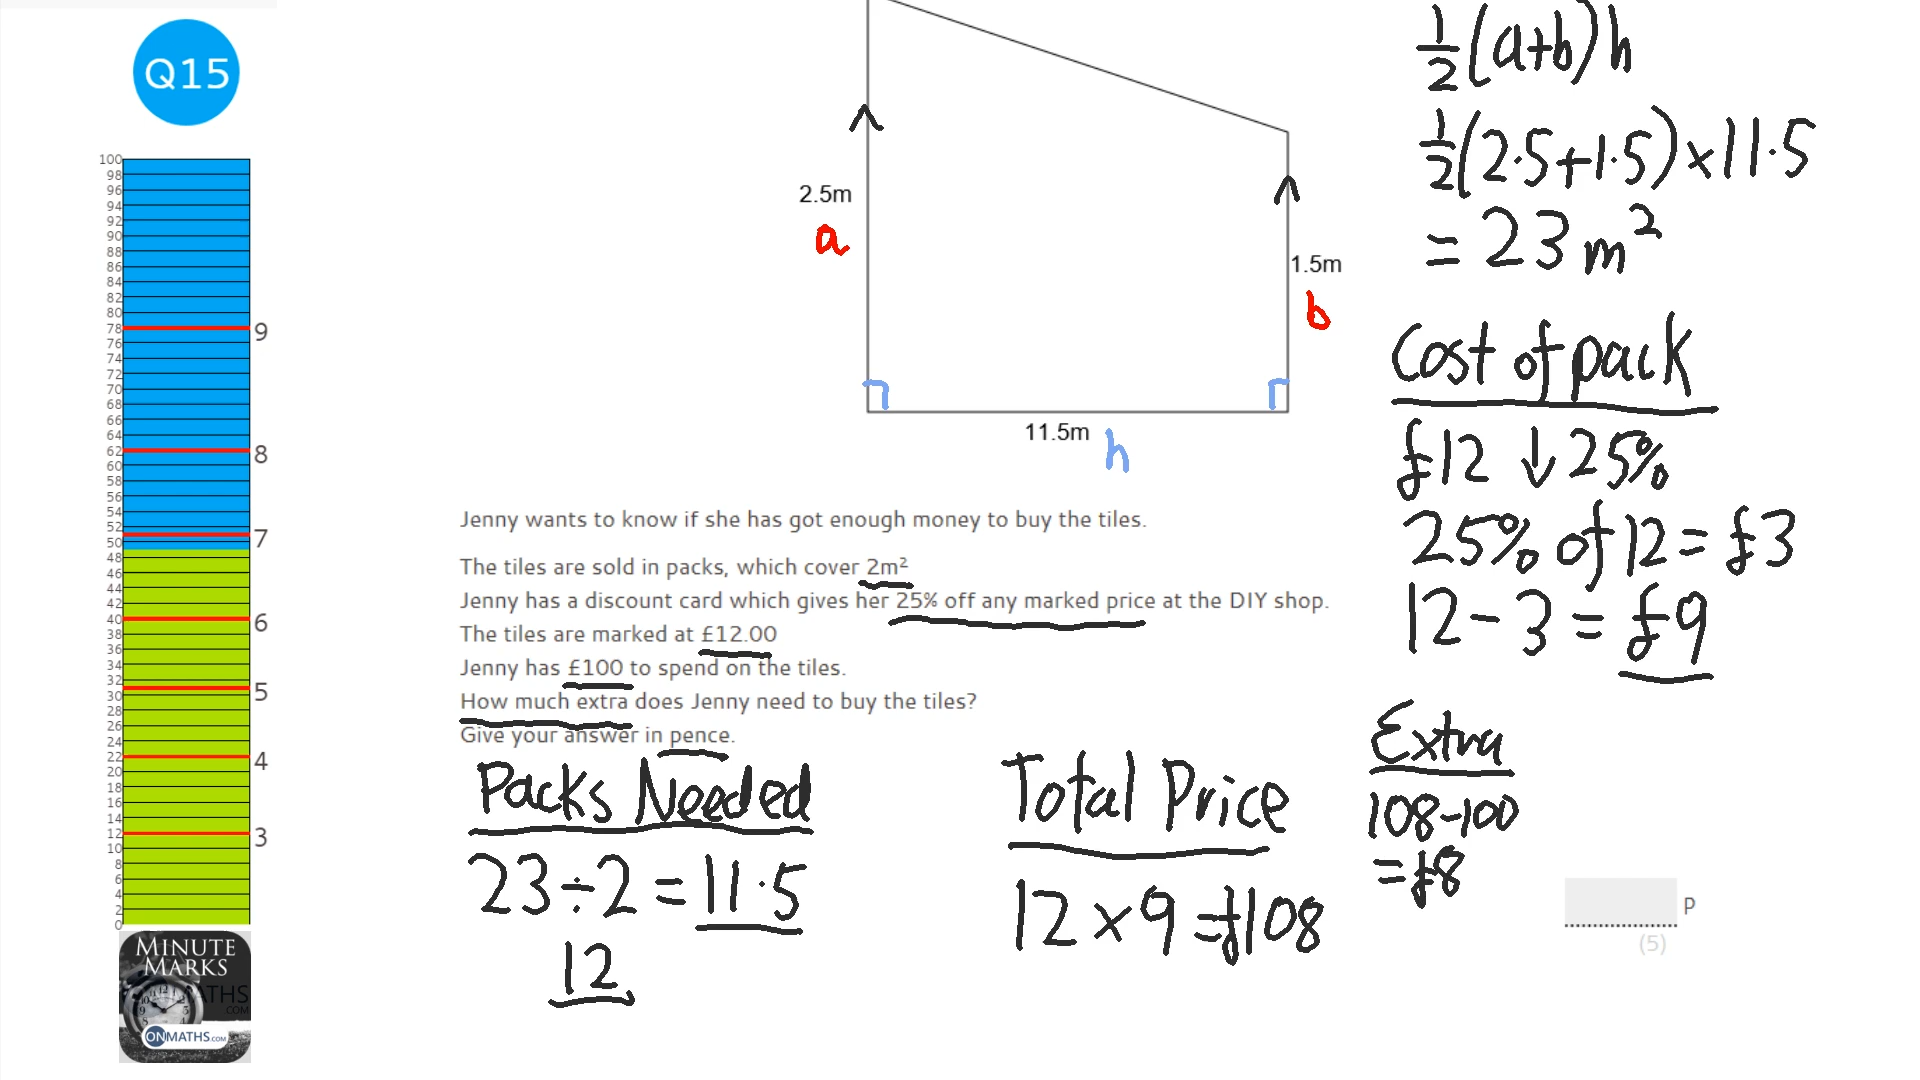 Q15
100
98
96
94
92
90
88
86
84
82
80
78
76
74
72
70
68
66
64
62
60
58
56
54
52
50
48
46
44
42
40
38
36
34
32
30
28
26
24
22
20
18
16
14
12
10
8
6
4
2
0
9
8
7
6
5
4
3
MINUTE
MARKS
ONMATHS.COM
2.5m
a
1.5m
b
11.5m h
½(a+b)h
½(2.5+1.5)×11.5
= 23 m²
Cost of pack
£12 ↓ 25%
25% of 12 = £3
12 - 3 = £9
Jenny wants to know if she has got enough money to buy the tiles.
The tiles are sold in packs, which cover 2m²
Jenny has a discount card which gives her 25% off any marked price at the DIY shop.
The tiles are marked at £12.00
Jenny has £100 to spend on the tiles.
How much extra does Jenny need to buy the tiles?
Give your answer in pence.
Packs Needed
23 ÷ 2 = 11.5
12
Total Price
12 × 9 = £108
Extra
108-100
= £8
p
(5)